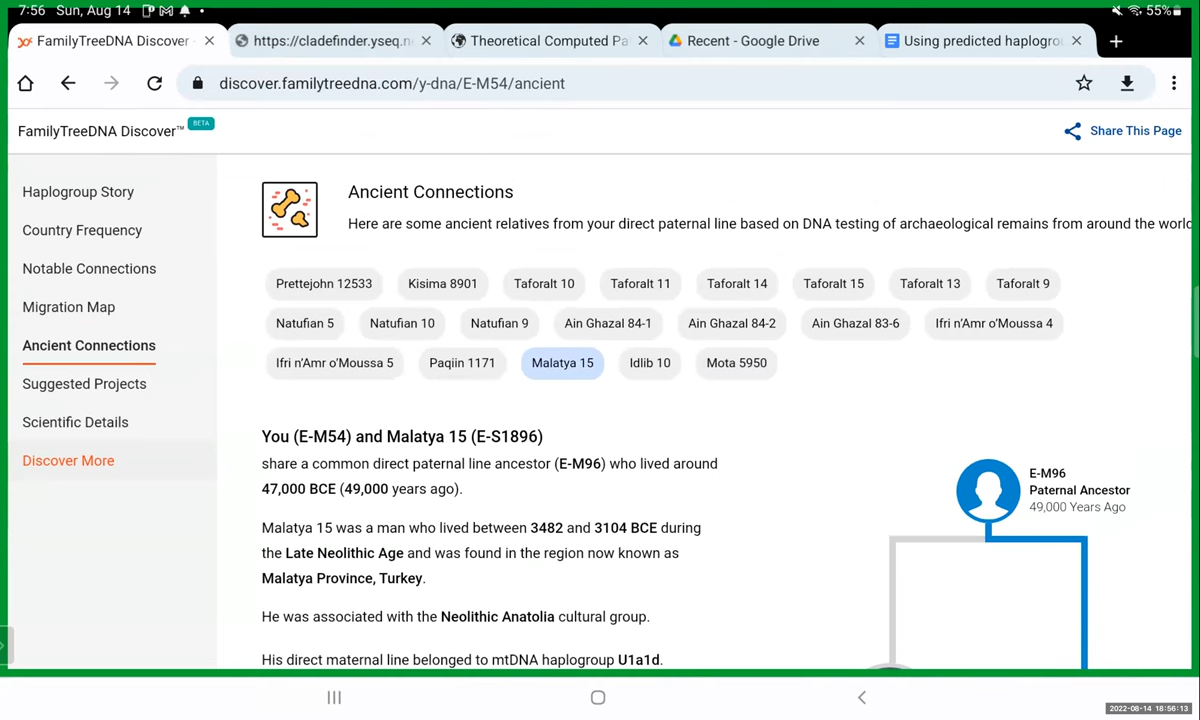 7:56 Sun, Aug 14
55%
FamilyTreeDNA Discover
https://cladefinder.yseq.n
Theoretical Computed Pa
Recent - Google Drive
Using predicted haplogro
discover.familytreedna.com/y-dna/E-M54/ancient
FamilyTreeDNA Discover™ BETA
Share This Page
Haplogroup Story
Country Frequency
Notable Connections
Migration Map
Ancient Connections
Suggested Projects
Scientific Details
Discover More
Ancient Connections
Here are some ancient relatives from your direct paternal line based on DNA testing of archaeological remains from around the world
Prettejohn 12533 Kisima 8901 Taforalt 10 Taforalt 11 Taforalt 14 Taforalt 15 Taforalt 13 Taforalt 9
Natufian 5 Natufian 10 Natufian 9 Ain Ghazal 84-1 Ain Ghazal 84-2 Ain Ghazal 83-6 Ifri n'Amr o'Moussa 4
Ifri n'Amr o'Moussa 5 Paqiin 1171 Malatya 15 Idlib 10 Mota 5950
You (E-M54) and Malatya 15 (E-S1896)
share a common direct paternal line ancestor (E-M96) who lived around
47,000 BCE (49,000 years ago).
Malatya 15 was a man who lived between 3482 and 3104 BCE during
the Late Neolithic Age and was found in the region now known as
Malatya Province, Turkey.
He was associated with the Neolithic Anatolia cultural group.
His direct maternal line belonged to mtDNA haplogroup U1a1d.
E-M96
Paternal Ancestor
49,000 Years Ago
2022-08-14 18:56:13